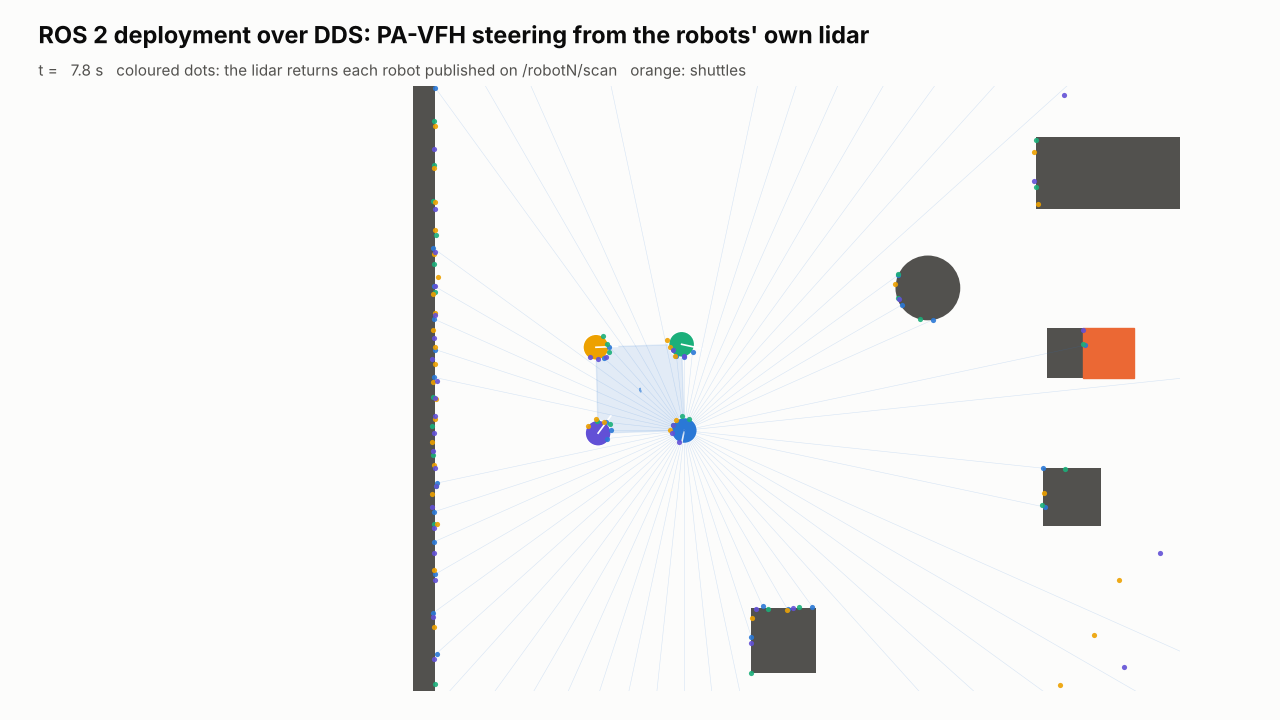 ROS 2 deployment over DDS: PA-VFH steering from the robots' own lidar
t = 7.8 s coloured dots: the lidar returns each robot published on /robotN/scan orange: shuttles